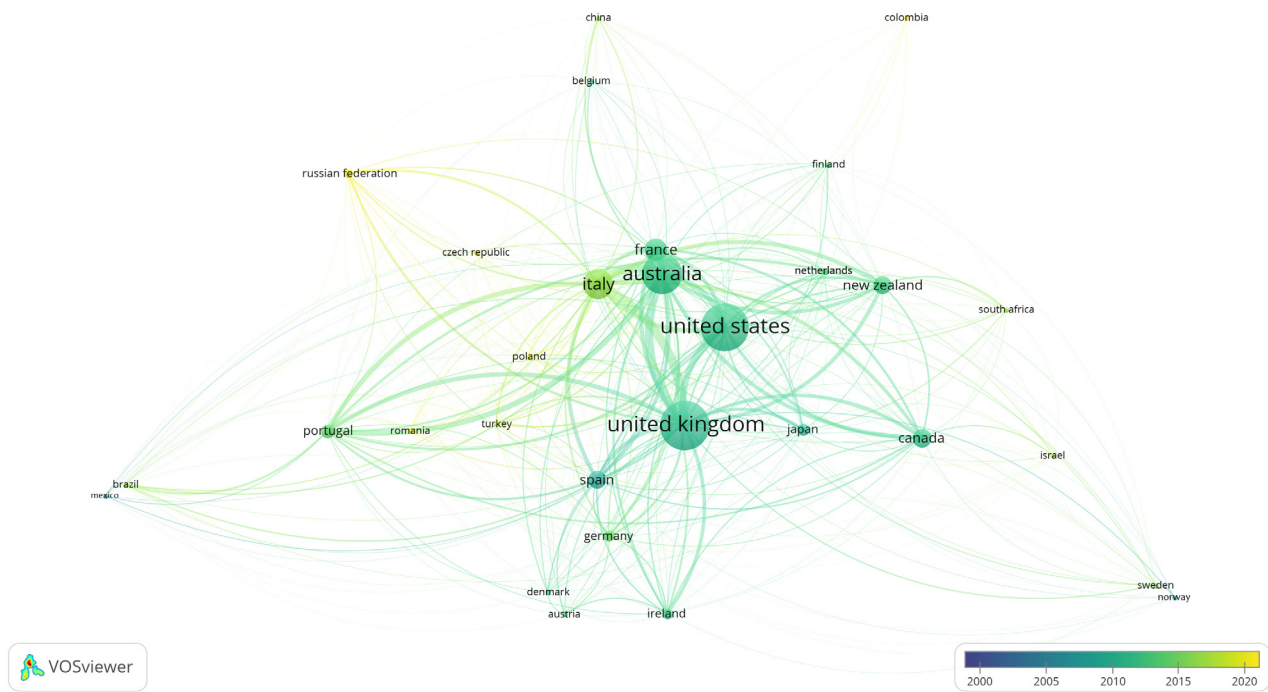 china
colombia
belgium
finland
russian federation
france
czech republic
australia
netherlands
italy
new zealand
south africa
united states
poland
united kingdom
turkey
japan
portugal
romania
canada
israel
spain
brazil
mexico
germany
sweden
denmark
norway
austria
ireland
VOSviewer
2000 2005 2010 2015 2020